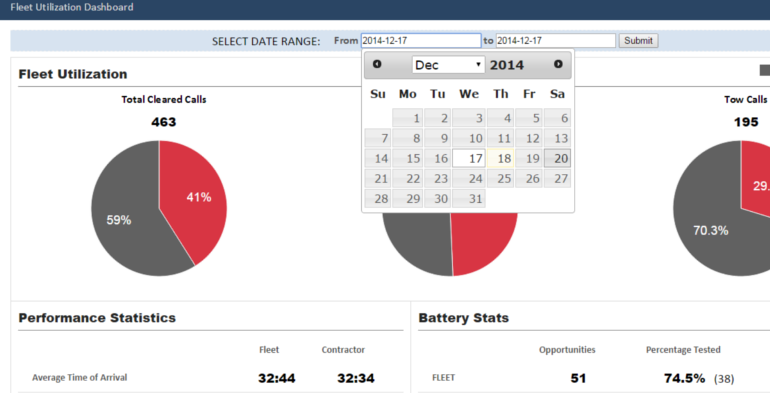 Fleet Utilization Dashboard
SELECT DATE RANGE: From 2014-12-17 to 2014-12-17 Submit
Dec 2014
Su Mo Tu We Th Fr Sa
1 2 3 4 5 6
7 8 9 10 11 12 13
14 15 16 17 18 19 20
21 22 23 24 25 26 27
28 29 30 31
Fleet Utilization
Total Cleared Calls
463
41%
59%
Tow Calls
195
29.
70.3%
Performance Statistics
Fleet Contractor
Average Time of Arrival 32:44 32:34
Battery Stats
Opportunities Percentage Tested
FLEET 51 74.5% (38)